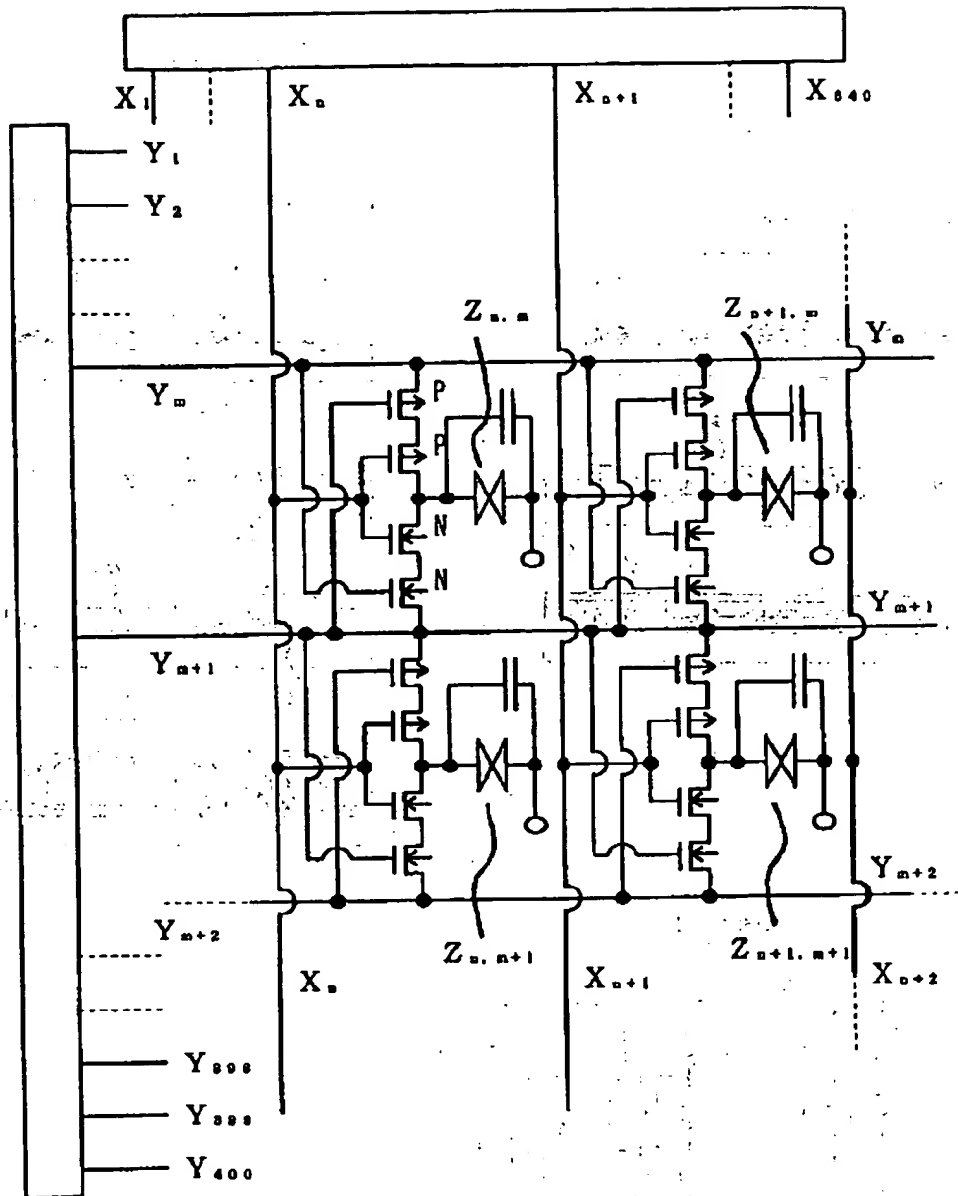 X₁ Xₙ Xₙ₊₁ X₆₄₀
Y₁
Y₂
Zₙ.ₘ Zₙ₊₁.ₘ
Yₘ Yₘ
P
P
N
N
Yₘ₊₁ Yₘ₊₁
Yₘ₊₂ Yₘ₊₂
Zₙ.ₘ₊₁ Zₙ₊₁.ₘ₊₁
Xₙ Xₙ₊₁ Xₙ₊₂
Y₃₉₈
Y₃₉₉
Y₄₀₀